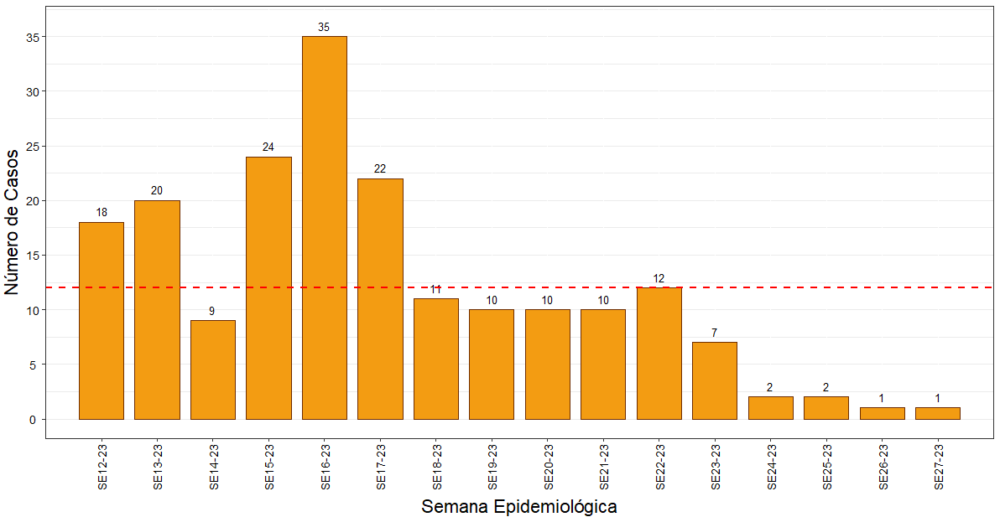 Número de Casos
35
30
25
20
15
10
5
0
18
20
9
24
35
22
11
10
10
10
12
7
2
2
1
1
SE12-23
SE13-23
SE14-23
SE15-23
SE16-23
SE17-23
SE18-23
SE19-23
SE20-23
SE21-23
SE22-23
SE23-23
SE24-23
SE25-23
SE26-23
SE27-23
Semana Epidemiológica